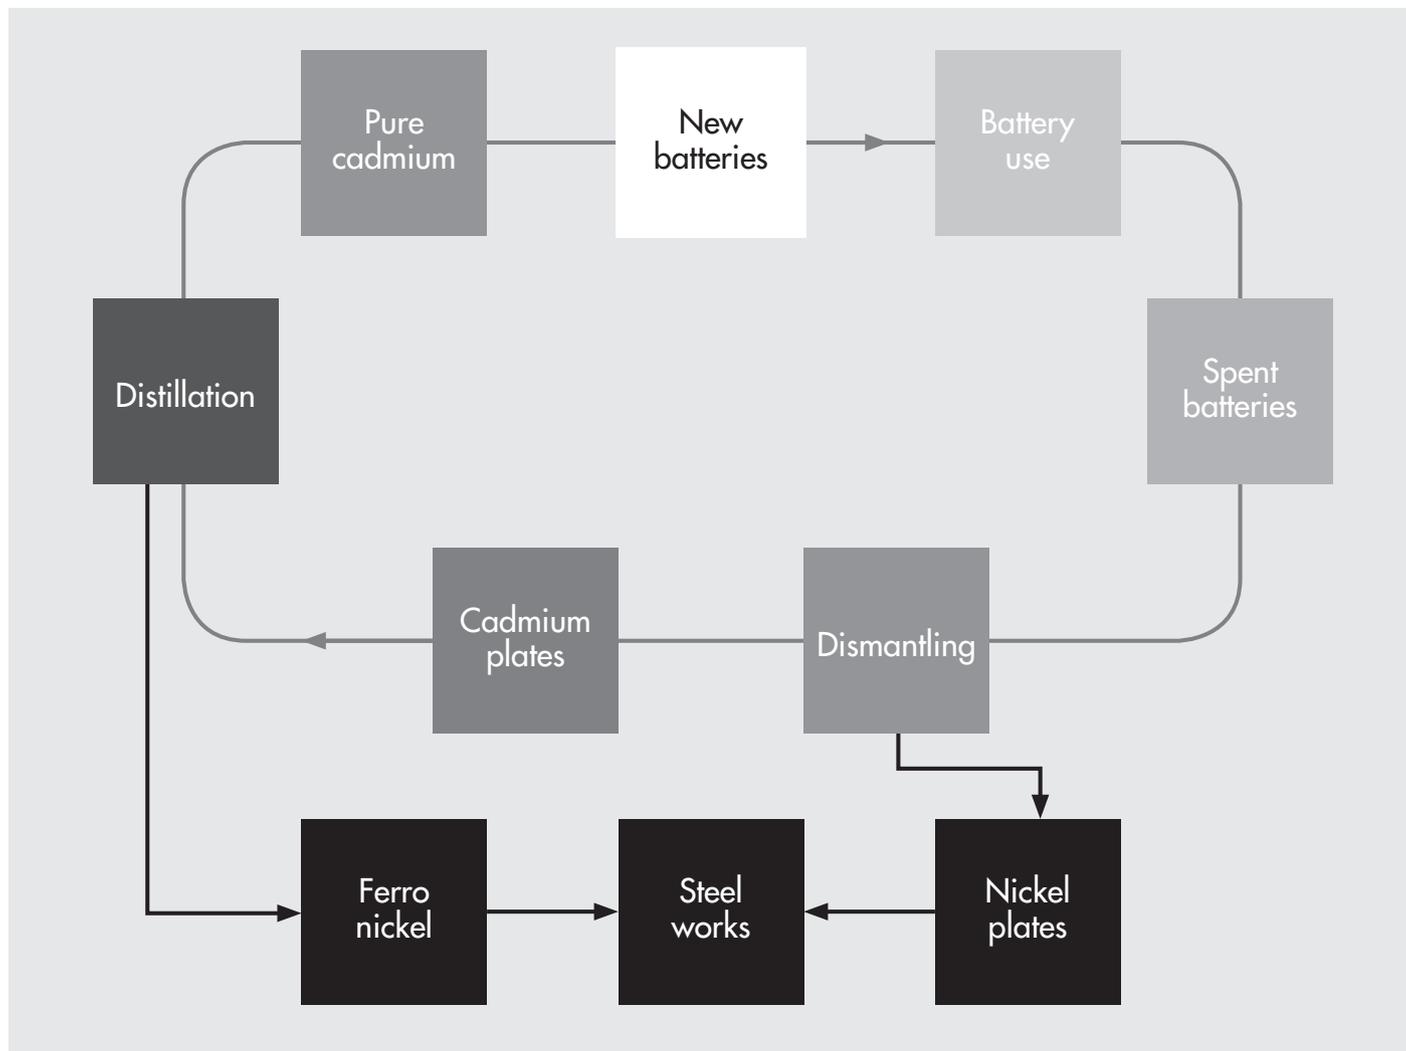 Pure
cadmium
New
batteries
Battery
use
Distillation
Spent
batteries
Cadmium
plates
Dismantling
Ferro
nickel
Steel
works
Nickel
plates